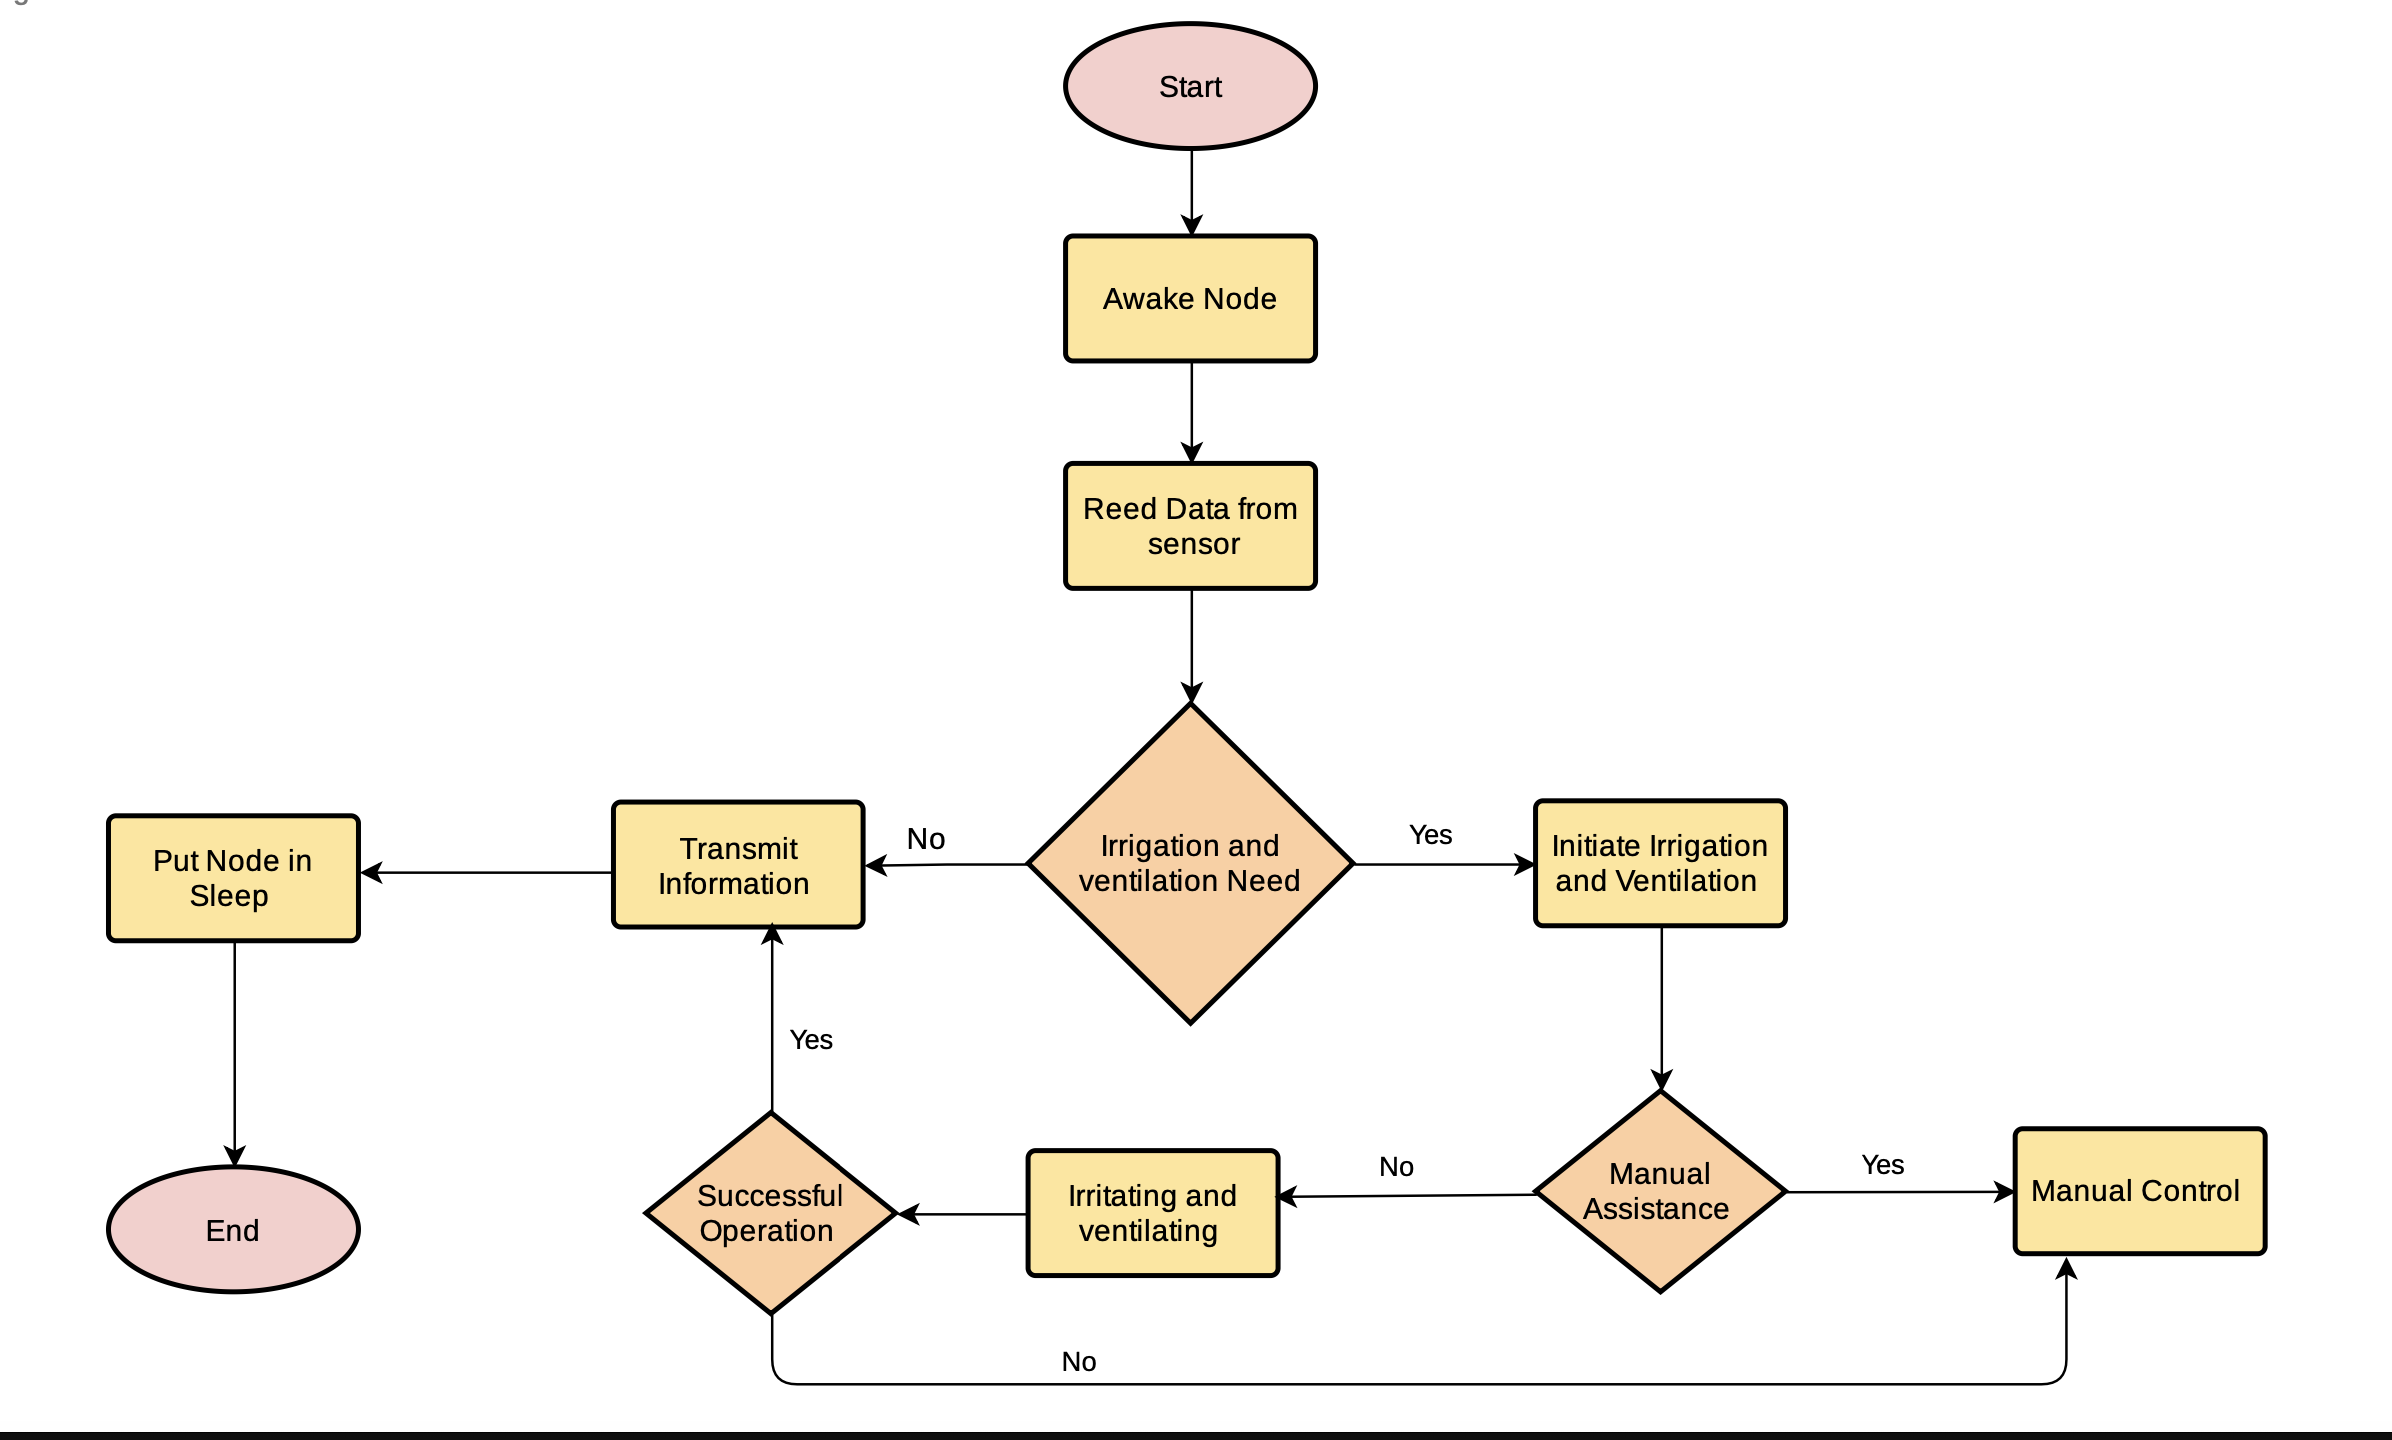 Start
Awake Node
Reed Data from
sensor
Irrigation and
ventilation Need
No
Yes
Transmit
Information
Put Node in
Sleep
Initiate Irrigation
and Ventilation
Yes
Manual
Assistance
No
Yes
Manual Control
Irritating and
ventilating
Successful
Operation
End
No